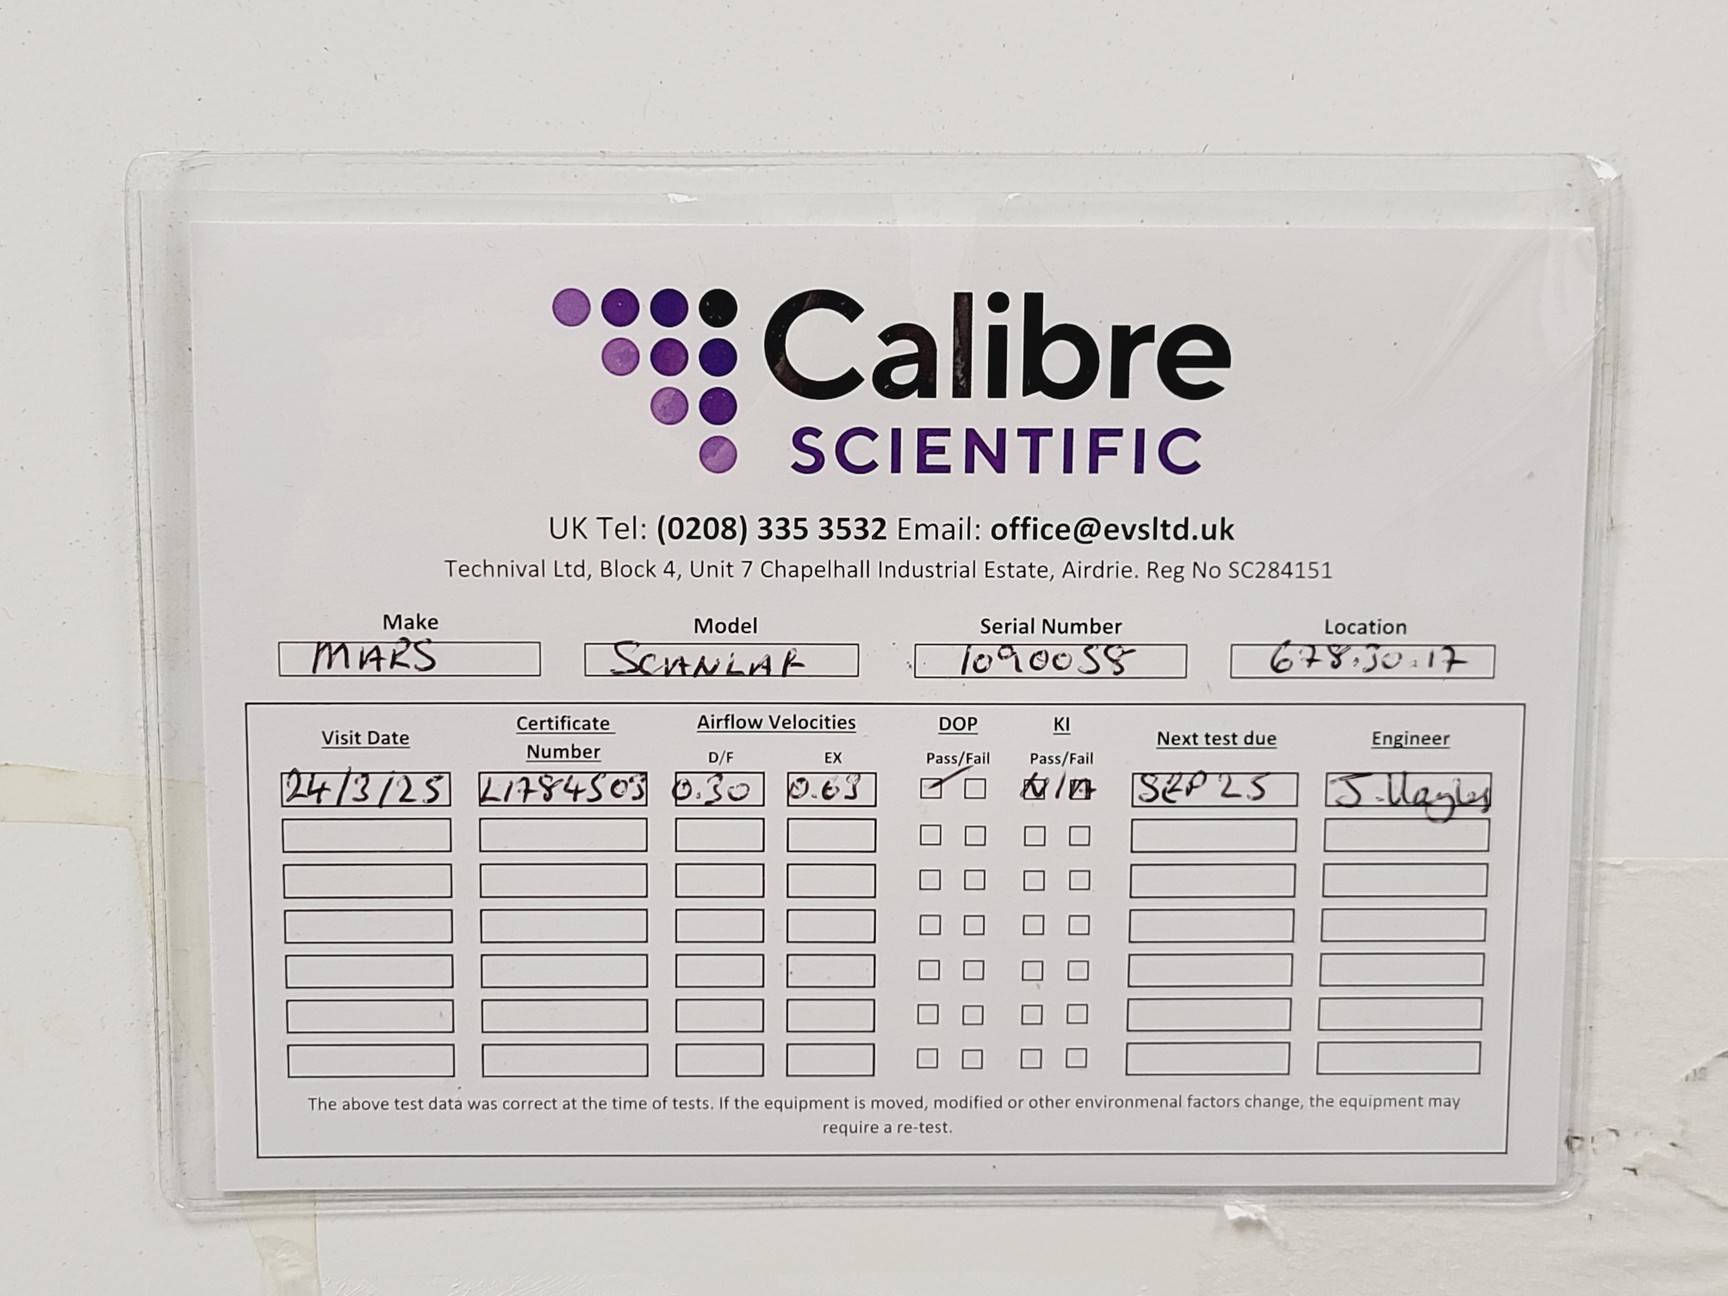 Calibre
SCIENTIFIC
UK Tel: (0208) 335 3532 Email: office@evsltd.uk
Technival Ltd, Block 4, Unit 7 Chapelhall Industrial Estate, Airdrie. Reg No SC284151
Make Model Serial Number Location
MARS SCANLAF 1090058 678.30.17
Visit Date Certificate Number Airflow Velocities DOP KI Next test due Engineer
D/F EX Pass/Fail Pass/Fail
24/3/25 L1784503 0.30 0.63 N/A SEP 25 J.
The above test data was correct at the time of tests. If the equipment is moved, modified or other environmenal factors change, the equipment may
require a re-test.